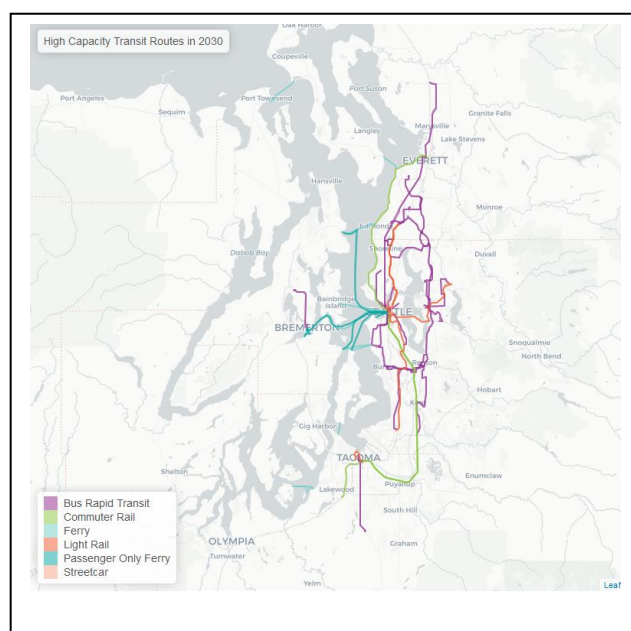 Oak Harbor
High Capacity Transit Routes in 2030
Coupeville
Port Susan
Port Angeles
Port Townsend
Sequim
Granite Falls
Marysville
Langley
Lake Stevens
EVERETT
Hansville
Monroe
Edmonds
Dabob Bay
Shoreline
Duvall
Bainbridge
Island
BREMERTON
Snoqualmie
North Bend
Renton
Hobart
Gig Harbor
TACOMA
Enumclaw
Shelton
Lakewood
Puyallup
South Hill
OLYMPIA
Graham
Tumwater
Yelm
Bus Rapid Transit
Commuter Rail
Ferry
Light Rail
Passenger Only Ferry
Streetcar
Leaf